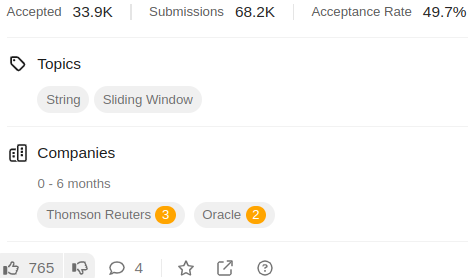 Accepted 33.9K Submissions 68.2K Acceptance Rate 49.7%
Topics
String Sliding Window
Companies
0 - 6 months
Thomson Reuters 3 Oracle 2
765 4